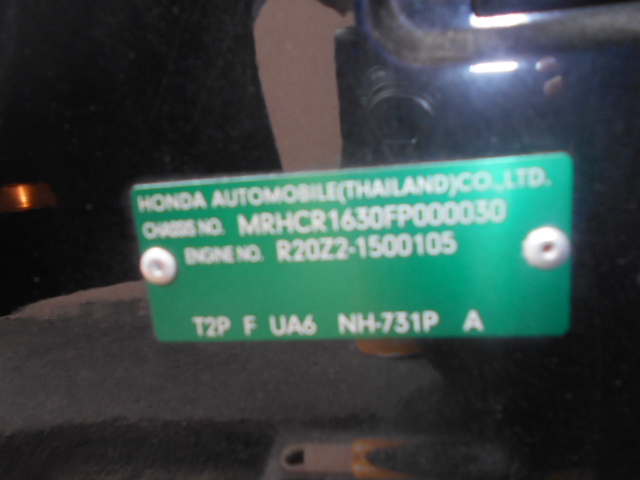 HONDA AUTOMOBILE(THAILAND)CO.,LTD.
CHASSIS NO. MRHCR1630FP000030
ENGINE NO. R20Z2-1500105
T2P F UA6 NH-731P A